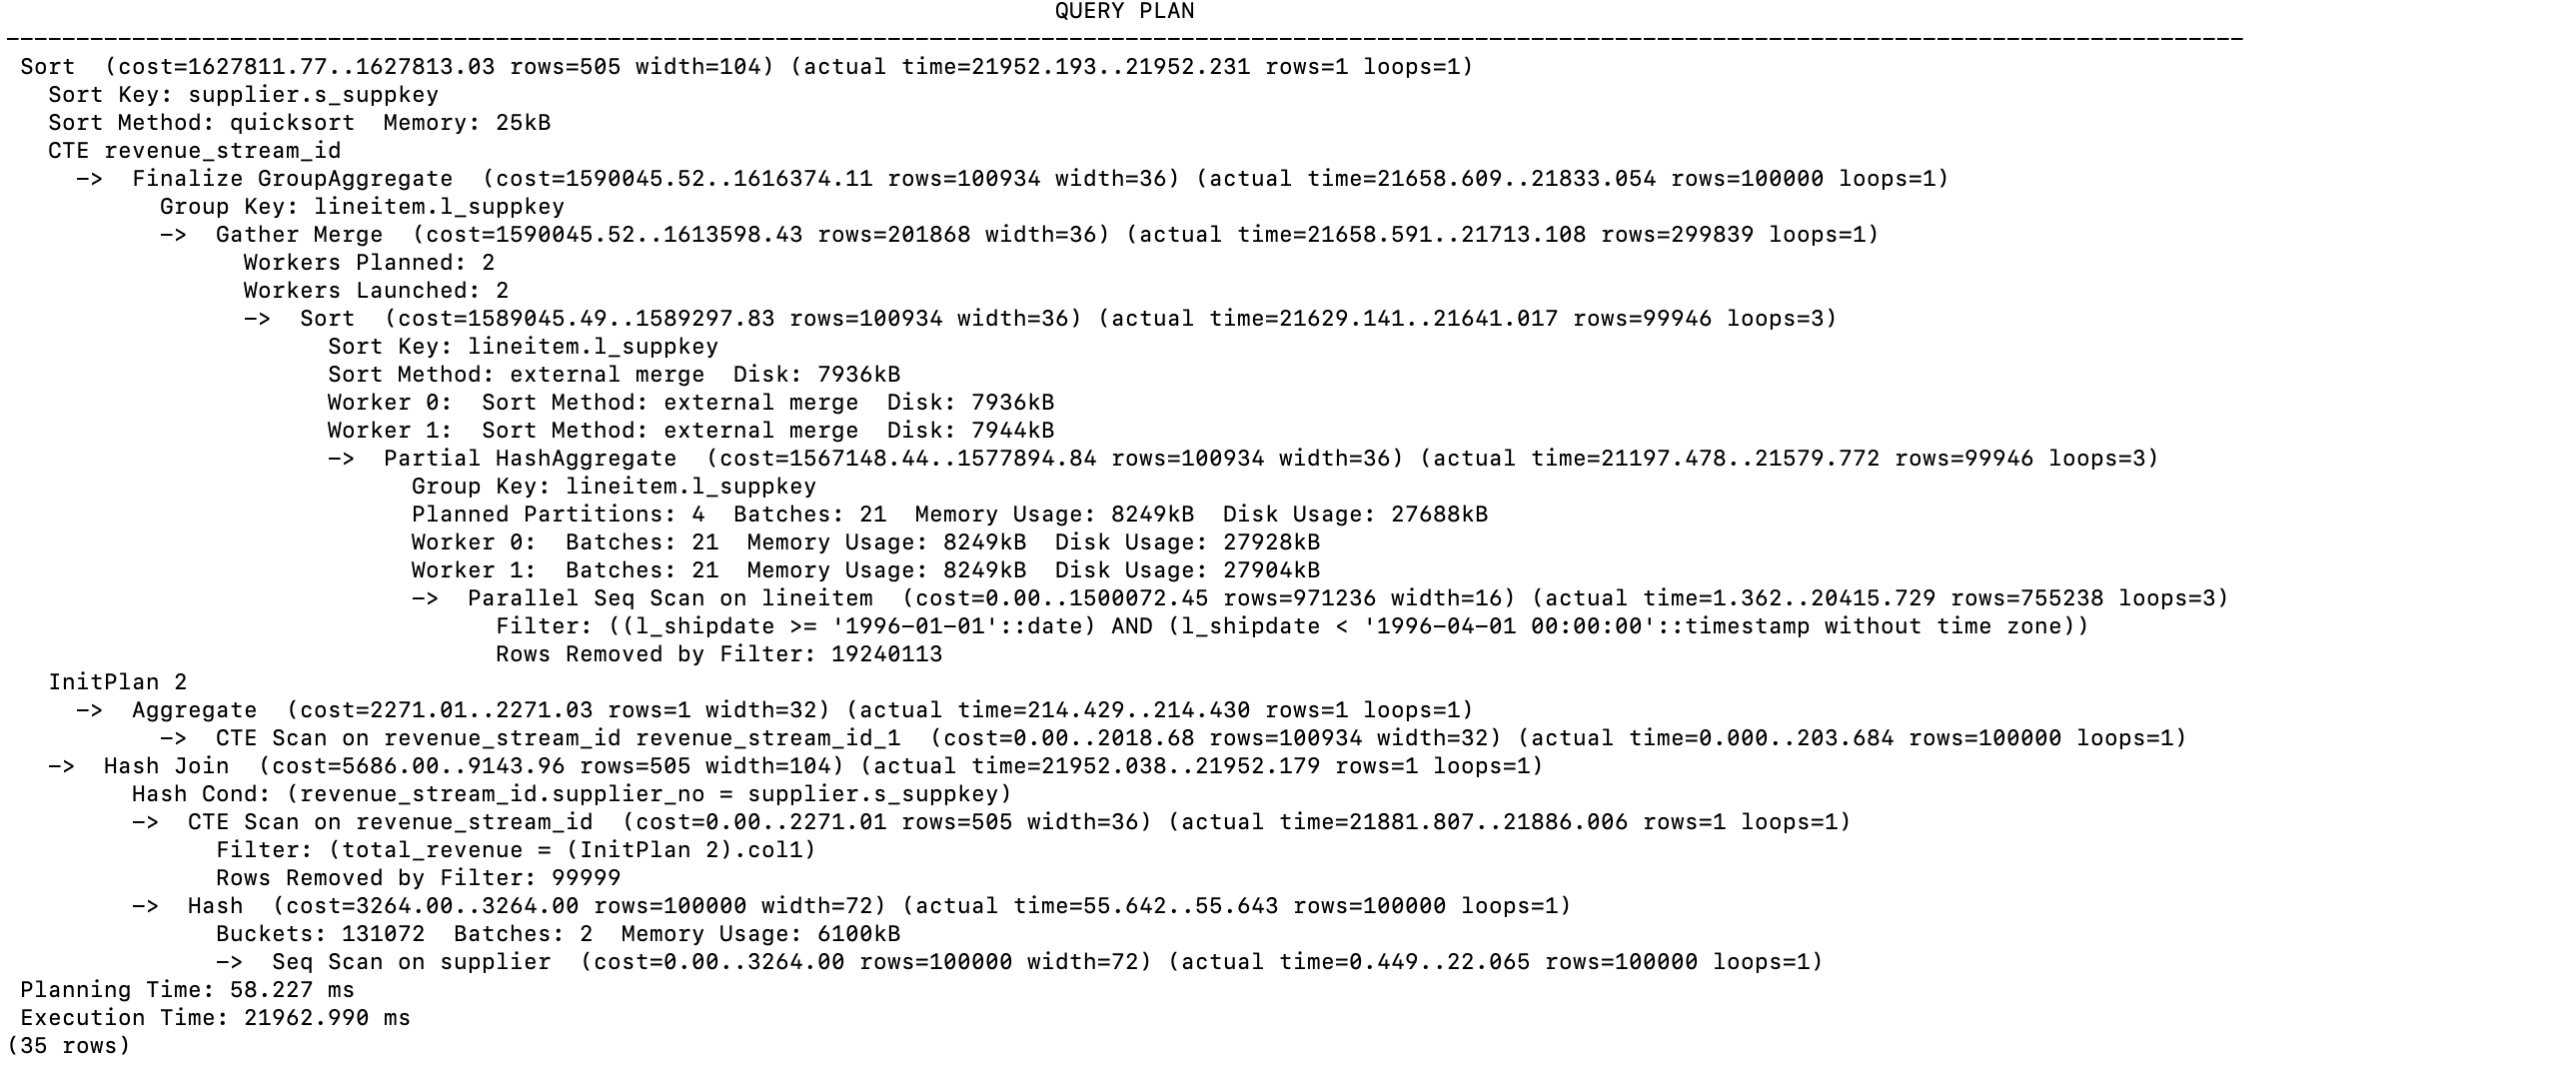 QUERY PLAN
----------------------------------------------------------------------------------------------------------------------------------------------------------------
Sort  (cost=1627811.77..1627813.03 rows=505 width=104) (actual time=21952.193..21952.231 rows=1 loops=1)
  Sort Key: supplier.s_suppkey
  Sort Method: quicksort  Memory: 25kB
  CTE revenue_stream_id
    ->  Finalize GroupAggregate  (cost=1590045.52..1616374.11 rows=100934 width=36) (actual time=21658.609..21833.054 rows=100000 loops=1)
          Group Key: lineitem.l_suppkey
          ->  Gather Merge  (cost=1590045.52..1613598.43 rows=201868 width=36) (actual time=21658.591..21713.108 rows=299839 loops=1)
                Workers Planned: 2
                Workers Launched: 2
                ->  Sort  (cost=1589045.49..1589297.83 rows=100934 width=36) (actual time=21629.141..21641.017 rows=99946 loops=3)
                      Sort Key: lineitem.l_suppkey
                      Sort Method: external merge  Disk: 7936kB
                      Worker 0:  Sort Method: external merge  Disk: 7936kB
                      Worker 1:  Sort Method: external merge  Disk: 7944kB
                      ->  Partial HashAggregate  (cost=1567148.44..1577894.84 rows=100934 width=36) (actual time=21197.478..21579.772 rows=99946 loops=3)
                            Group Key: lineitem.l_suppkey
                            Planned Partitions: 4  Batches: 21  Memory Usage: 8249kB  Disk Usage: 27688kB
                            Worker 0:  Batches: 21  Memory Usage: 8249kB  Disk Usage: 27928kB
                            Worker 1:  Batches: 21  Memory Usage: 8249kB  Disk Usage: 27904kB
                            ->  Parallel Seq Scan on lineitem  (cost=0.00..1500072.45 rows=971236 width=16) (actual time=1.362..20415.729 rows=755238 loops=3)
                                  Filter: ((l_shipdate >= '1996-01-01'::date) AND (l_shipdate < '1996-04-01 00:00:00'::timestamp without time zone))
                                  Rows Removed by Filter: 19240113
  InitPlan 2
    ->  Aggregate  (cost=2271.01..2271.03 rows=1 width=32) (actual time=214.429..214.430 rows=1 loops=1)
          ->  CTE Scan on revenue_stream_id revenue_stream_id_1  (cost=0.00..2018.68 rows=100934 width=32) (actual time=0.000..203.684 rows=100000 loops=1)
  ->  Hash Join  (cost=5686.00..9143.96 rows=505 width=104) (actual time=21952.038..21952.179 rows=1 loops=1)
        Hash Cond: (revenue_stream_id.supplier_no = supplier.s_suppkey)
        ->  CTE Scan on revenue_stream_id  (cost=0.00..2271.01 rows=505 width=36) (actual time=21881.807..21886.006 rows=1 loops=1)
              Filter: (total_revenue = (InitPlan 2).col1)
              Rows Removed by Filter: 99999
        ->  Hash  (cost=3264.00..3264.00 rows=100000 width=72) (actual time=55.642..55.643 rows=100000 loops=1)
              Buckets: 131072  Batches: 2  Memory Usage: 6100kB
              ->  Seq Scan on supplier  (cost=0.00..3264.00 rows=100000 width=72) (actual time=0.449..22.065 rows=100000 loops=1)
Planning Time: 58.227 ms
Execution Time: 21962.990 ms
(35 rows)